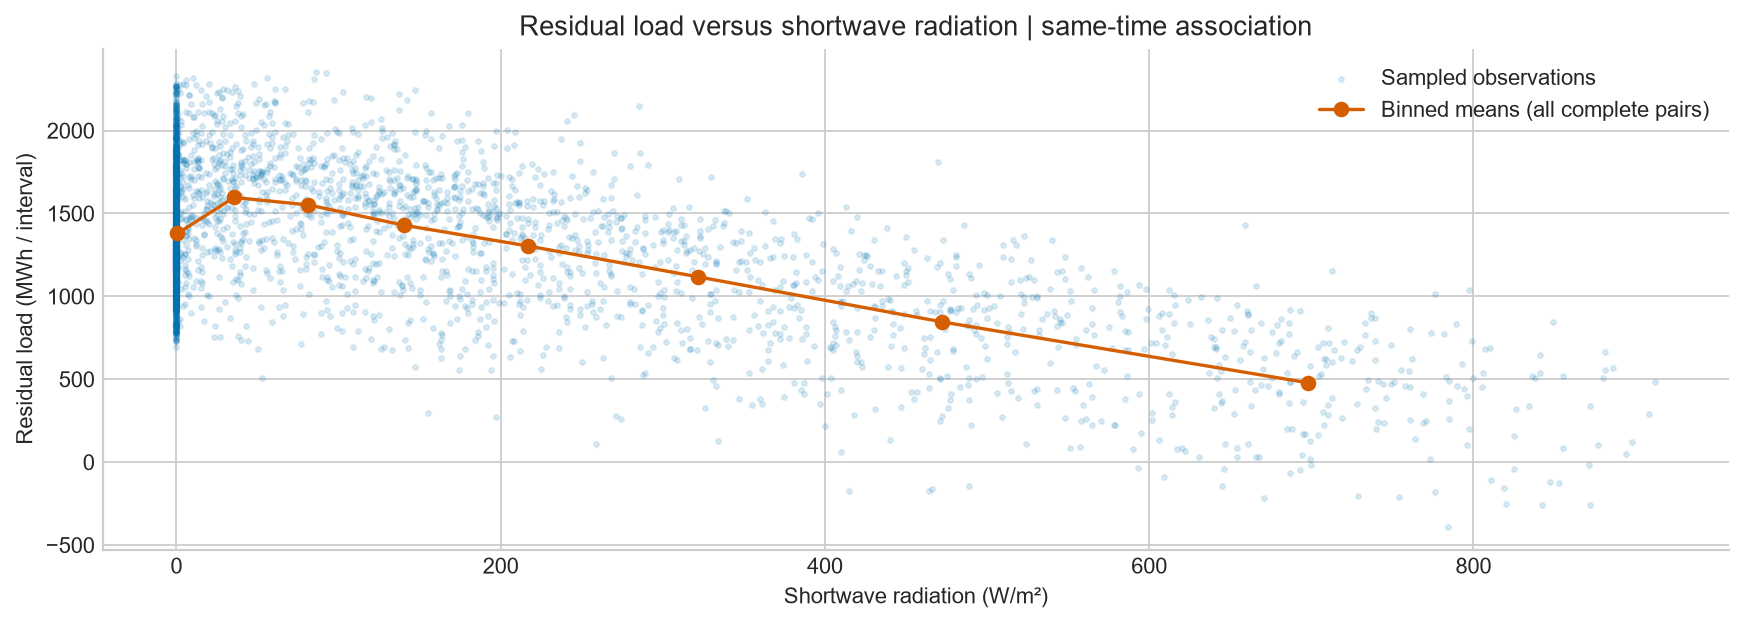 Residual load versus shortwave radiation | same-time association
Sampled observations
Binned means (all complete pairs)
Residual load (MWh / interval)
2000
1500
1000
500
0
−500
0 200 400 600 800
Shortwave radiation (W/m²)